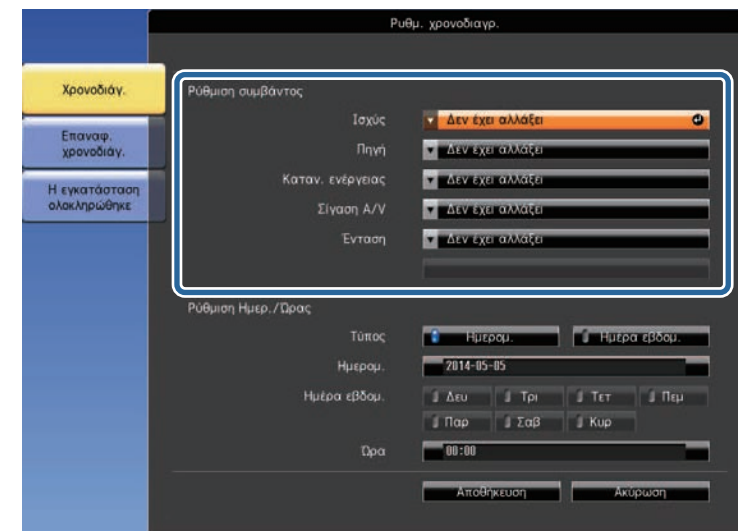 Ρυθμ. χρονοδιαγρ.
Χρονοδιάγ.
Επαναφ.
χρονοδιάγ.
Η εγκατάσταση
ολοκληρώθηκε
Ρύθμιση συμβάντος
Ισχύς Δεν έχει αλλάξει
Πηγή Δεν έχει αλλάξει
Καταν. ενέργειας Δεν έχει αλλάξει
Σίγαση A/V Δεν έχει αλλάξει
Ένταση Δεν έχει αλλάξει
Ρύθμιση Ημερ./Ώρας
Τύπος Ημερομ. Ημέρα εβδομ.
Ημερομ. 2014-05-05
Ημέρα εβδομ. Δευ Τρι Τετ Πεμ
Παρ Σαβ Κυρ
Ώρα 00:00
Αποθήκευση Ακύρωση